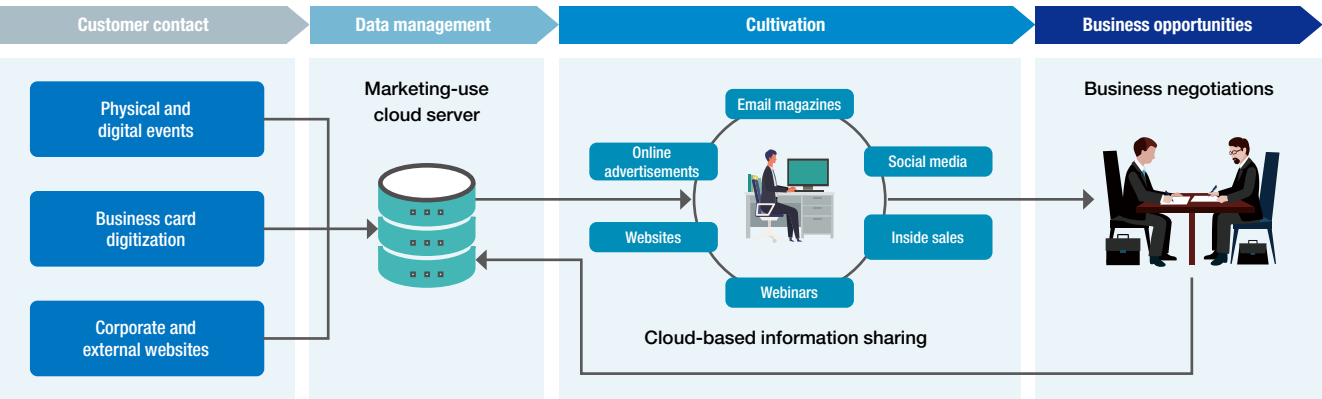 Customer contact
Data management
Cultivation
Business opportunities
Physical and
digital events
Business card
digitization
Corporate and
external websites
Marketing-use
cloud server
Email magazines
Online
advertisements
Social media
Websites
Inside sales
Webinars
Cloud-based information sharing
Business negotiations